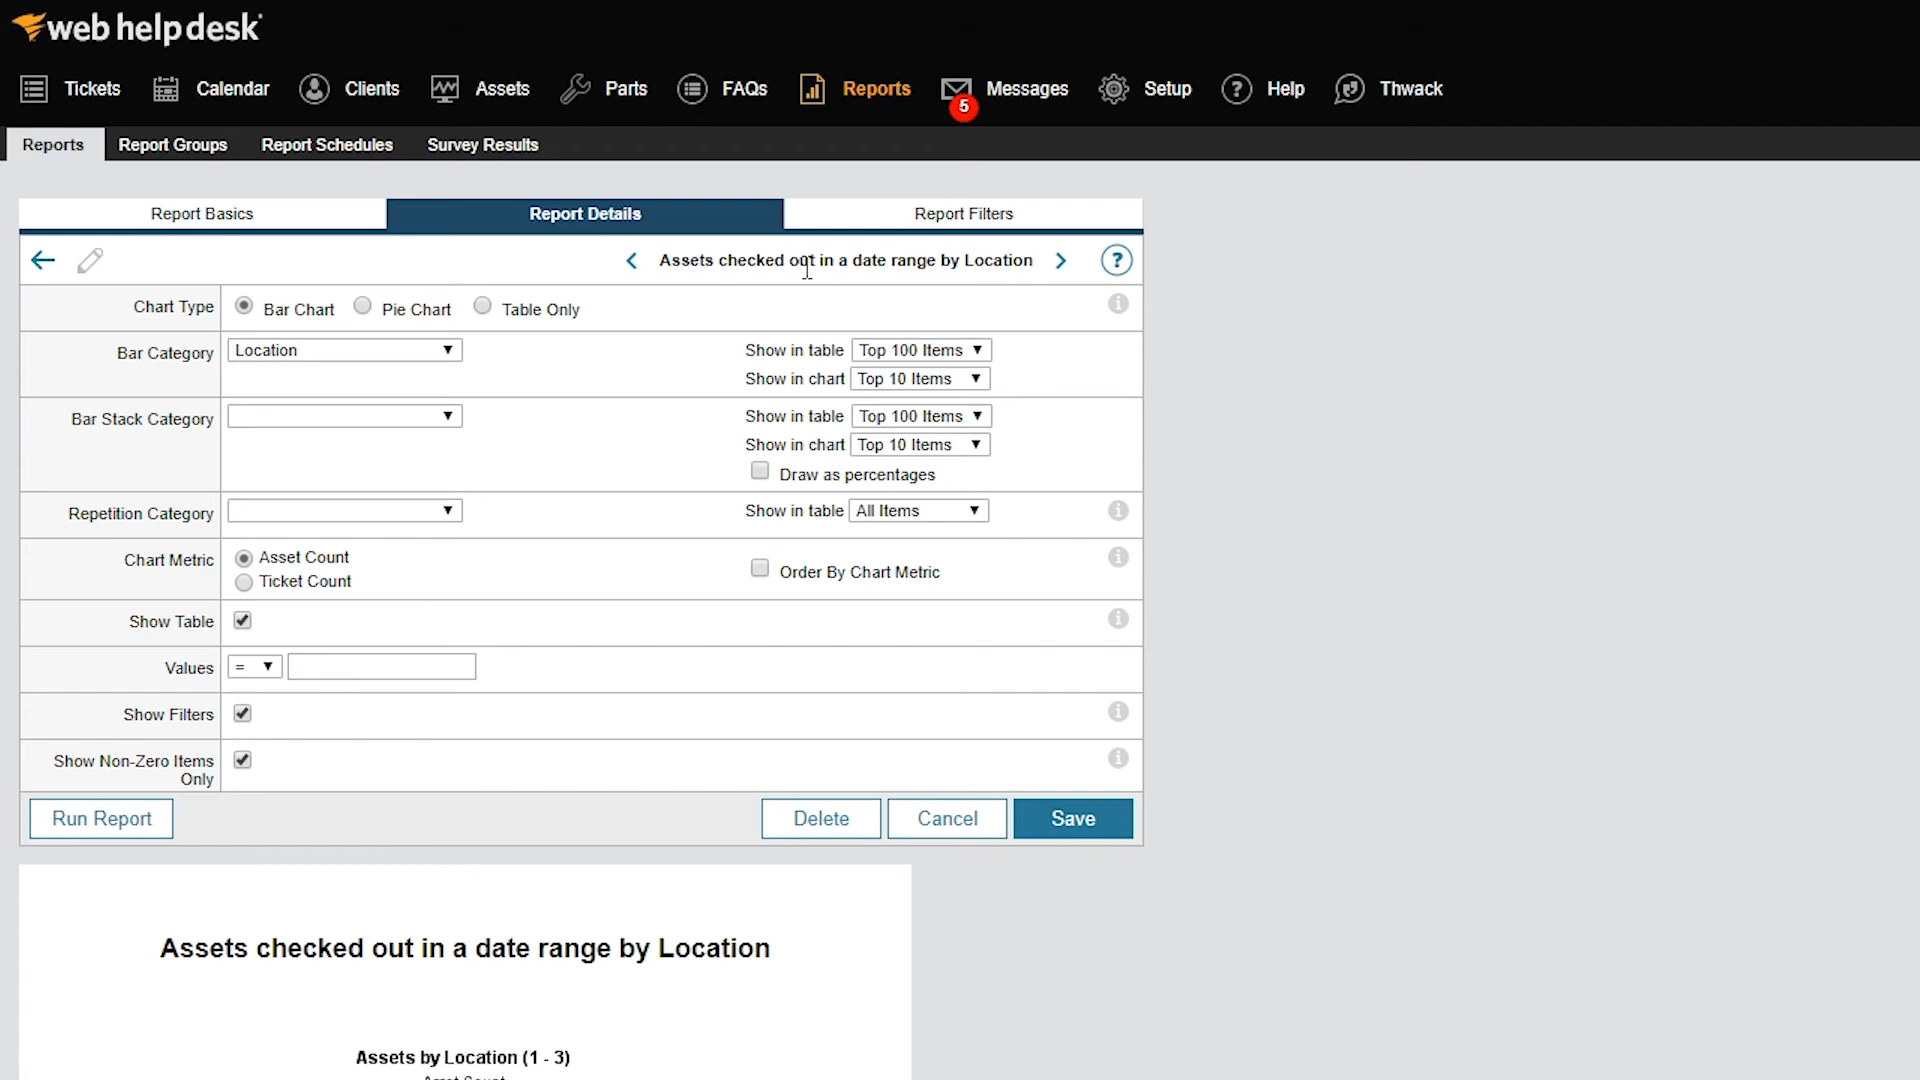 web help desk
Tickets Calendar Clients Assets Parts FAQs Reports 5 Messages Setup ? Help Thwack
Reports Report Groups Report Schedules Survey Results
Report Basics Report Details Report Filters
Assets checked out in a date range by Location ?
Chart Type Bar Chart Pie Chart Table Only
Bar Category Location Show in table Top 100 Items
Show in chart Top 10 Items
Bar Stack Category Show in table Top 100 Items
Show in chart Top 10 Items
Draw as percentages
Repetition Category Show in table All Items
Chart Metric Asset Count
Ticket Count Order By Chart Metric
Show Table
Values =
Show Filters
Show Non-Zero Items
Only
Run Report Delete Cancel Save
Assets checked out in a date range by Location
Assets by Location (1 - 3)